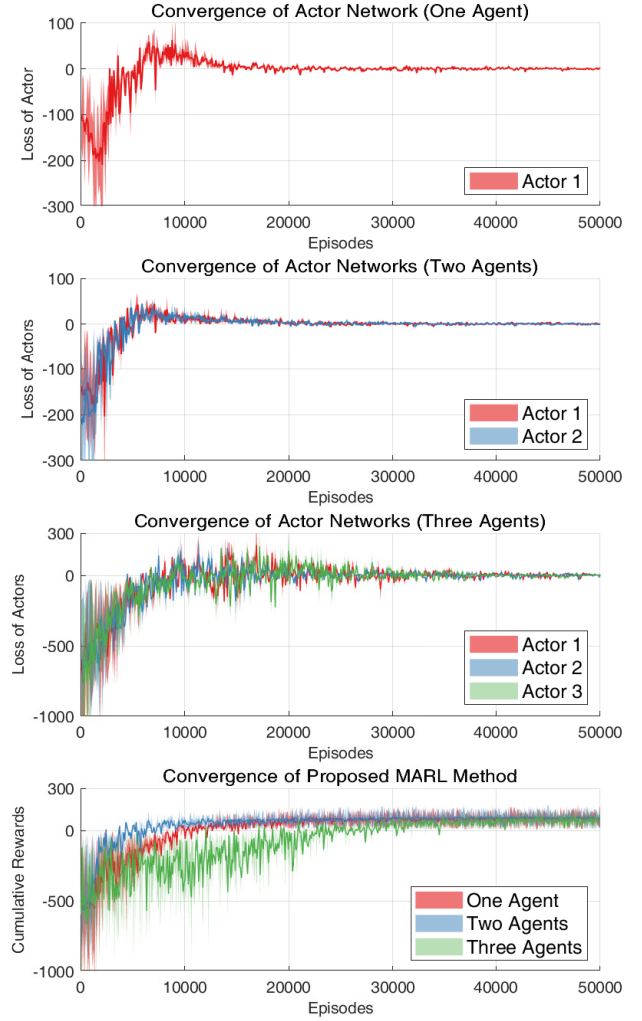 Convergence of Actor Network (One Agent)
100
0
-100
-200
-300
Loss of Actor
Actor 1
0 10000 20000 30000 40000 50000
Episodes
Convergence of Actor Networks (Two Agents)
100
0
-100
-200
-300
Loss of Actors
Actor 1
Actor 2
0 10000 20000 30000 40000 50000
Episodes
Convergence of Actor Networks (Three Agents)
300
0
-500
-1000
Loss of Actors
Actor 1
Actor 2
Actor 3
0 10000 20000 30000 40000 50000
Episodes
Convergence of Proposed MARL Method
300
0
-500
-1000
Cumulative Rewards
One Agent
Two Agents
Three Agents
0 10000 20000 30000 40000 50000
Episodes